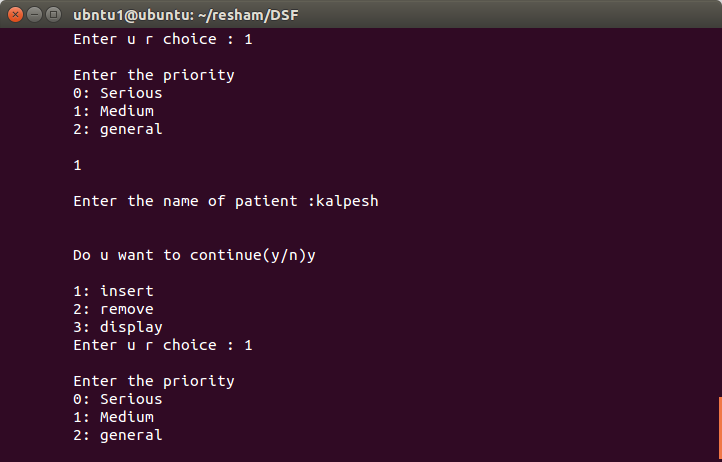 ubntu1@ubuntu: ~/resham/DSF
Enter u r choice : 1
Enter the priority
0: Serious
1: Medium
2: general
1
Enter the name of patient :kalpesh
Do u want to continue(y/n)y
1: insert
2: remove
3: display
Enter u r choice : 1
Enter the priority
0: Serious
1: Medium
2: general